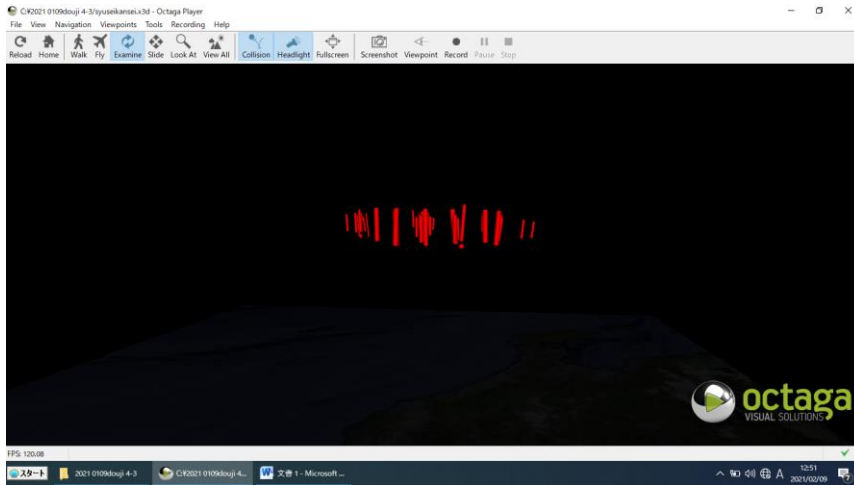 C:¥2021 0109douji 4-3/syuseikansei.x3d - Octaga Player
File View Navigation Viewpoints Tools Recording Help
Reload Home Walk Fly Examine Slide Look At View All Collision Headlight Fullscreen Screenshot Viewpoint Record Pause Stop
octaga
VISUAL SOLUTIONS
FPS: 120.08
スタート 2021 0109douji 4-3 C:¥2021 0109douji 4... 文書 1 - Microsoft ... A 12:51
2021/02/09